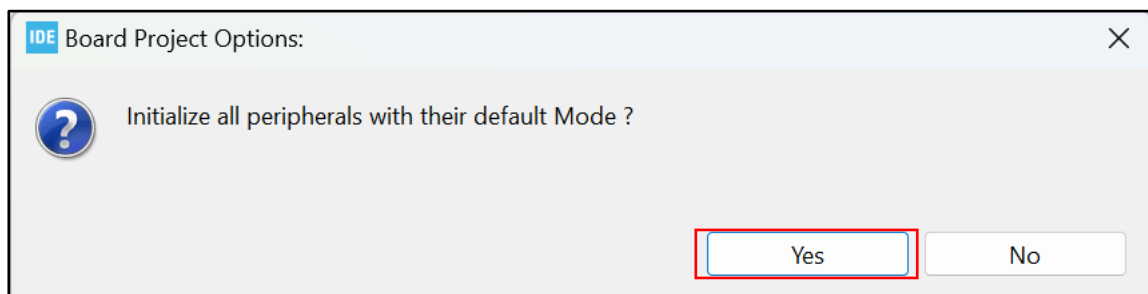 IDE Board Project Options:
?
Initialize all peripherals with their default Mode ?
Yes No